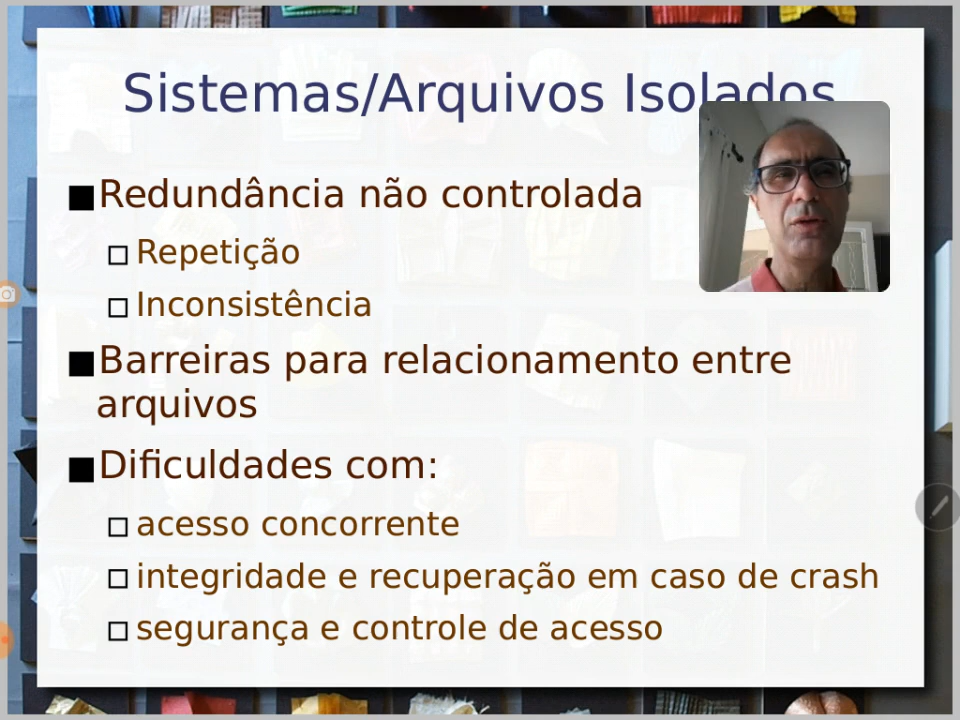 Sistemas/Arquivos Isolados
Redundância não controlada
Repetição
Inconsistência
Barreiras para relacionamento entre
arquivos
Dificuldades com:
acesso concorrente
integridade e recuperação em caso de crash
segurança e controle de acesso